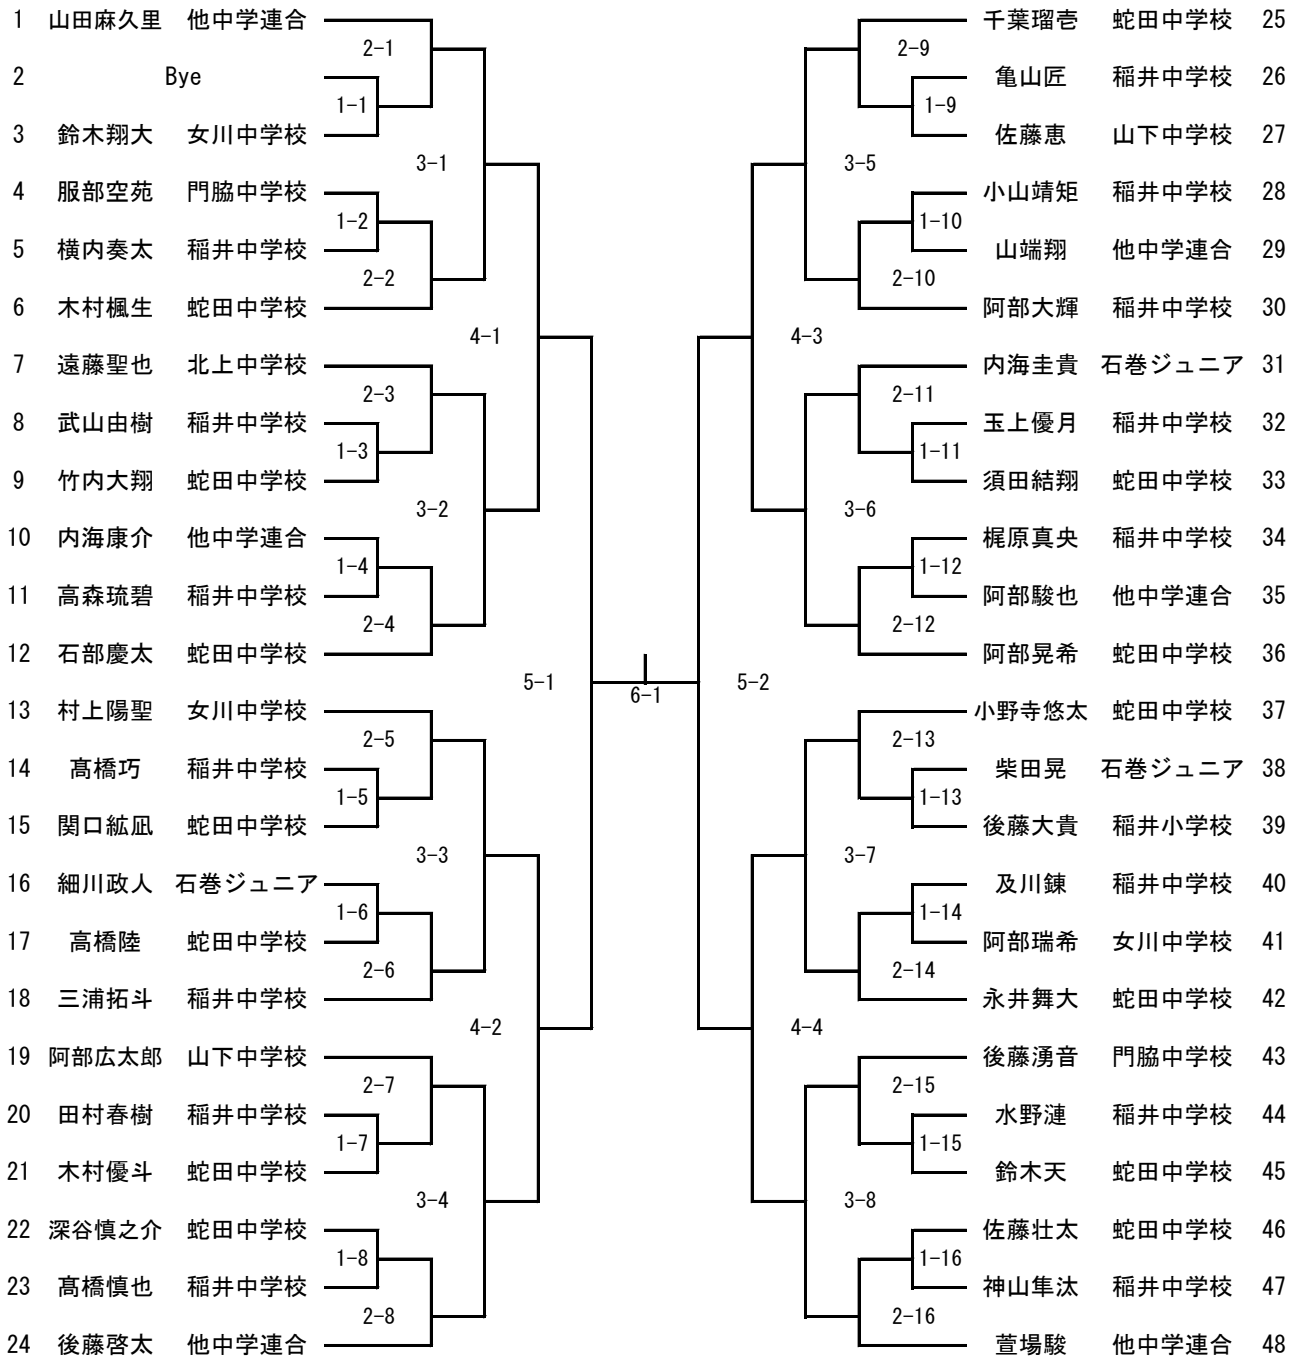 1 山田麻久里 他中学連合
2 Bye
3 鈴木翔大 女川中学校
4 服部空苑 門脇中学校
5 横内奏太 稲井中学校
6 木村楓生 蛇田中学校
7 遠藤聖也 北上中学校
8 武山由樹 稲井中学校
9 竹内大翔 蛇田中学校
10 内海康介 他中学連合
11 高森琉碧 稲井中学校
12 石部慶太 蛇田中学校
13 村上陽聖 女川中学校
14 髙橋巧 稲井中学校
15 関口紘凪 蛇田中学校
16 細川政人 石巻ジュニア
17 高橋陸 蛇田中学校
18 三浦拓斗 稲井中学校
19 阿部広太郎 山下中学校
20 田村春樹 稲井中学校
21 木村優斗 蛇田中学校
22 深谷慎之介 蛇田中学校
23 髙橋慎也 稲井中学校
24 後藤啓太 他中学連合
2-1
1-1
3-1
1-2
2-2
4-1
2-3
1-3
3-2
1-4
2-4
5-1
2-5
1-5
3-3
1-6
2-6
4-2
2-7
1-7
3-4
1-8
2-8
6-1
2-9
1-9
3-5
1-10
2-10
4-3
2-11
1-11
3-6
1-12
2-12
5-2
2-13
1-13
3-7
1-14
2-14
4-4
2-15
1-15
3-8
1-16
2-16
千葉瑠壱 蛇田中学校 25
亀山匠 稲井中学校 26
佐藤恵 山下中学校 27
小山靖矩 稲井中学校 28
山端翔 他中学連合 29
阿部大輝 稲井中学校 30
内海圭貴 石巻ジュニア 31
玉上優月 稲井中学校 32
須田結翔 蛇田中学校 33
梶原真央 稲井中学校 34
阿部駿也 他中学連合 35
阿部晃希 蛇田中学校 36
小野寺悠太 蛇田中学校 37
柴田晃 石巻ジュニア 38
後藤大貴 稲井小学校 39
及川錬 稲井中学校 40
阿部瑞希 女川中学校 41
永井舞大 蛇田中学校 42
後藤湧音 門脇中学校 43
水野漣 稲井中学校 44
鈴木天 蛇田中学校 45
佐藤壮太 蛇田中学校 46
神山隼汰 稲井中学校 47
萱場駿 他中学連合 48